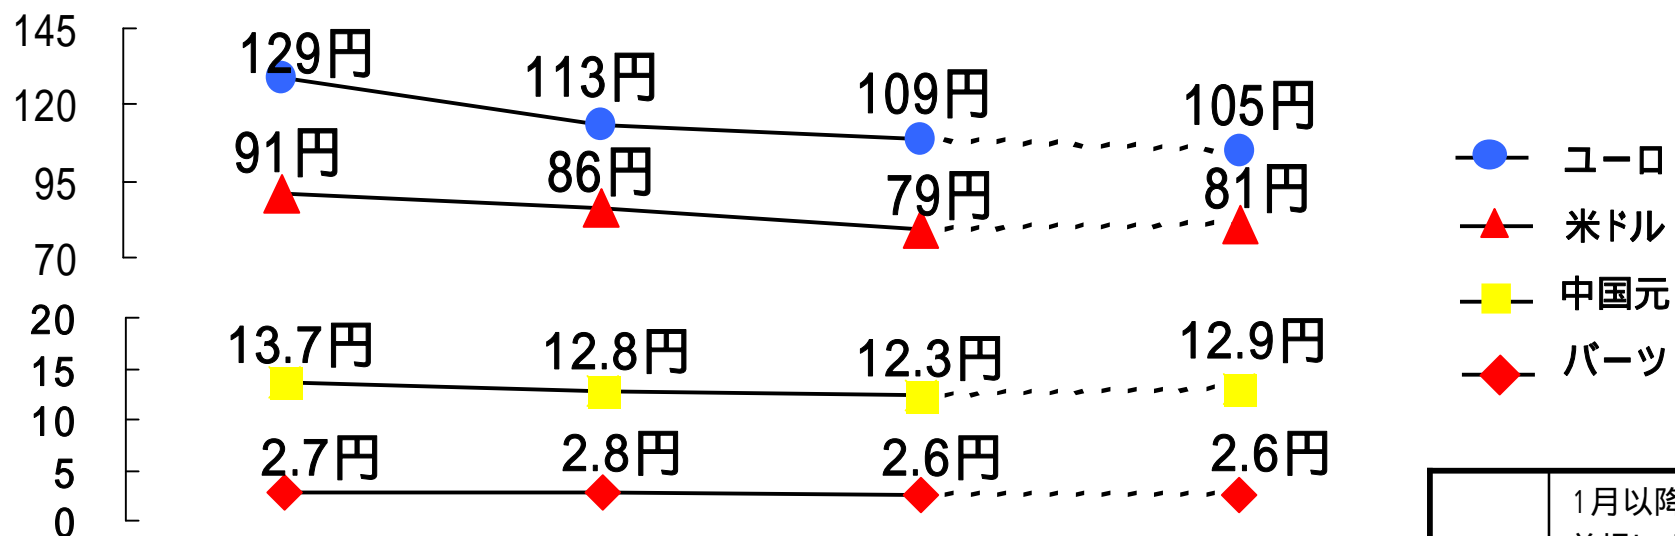 145
129円
113円
109円
105円
120
91円
86円
79円
81円
95
70
ユーロ
米ドル
中国元
バーツ
20
13.7円
12.8円
12.3円
12.9円
15
10
2.7円
2.8円
2.6円
2.6円
5
0
1月以降